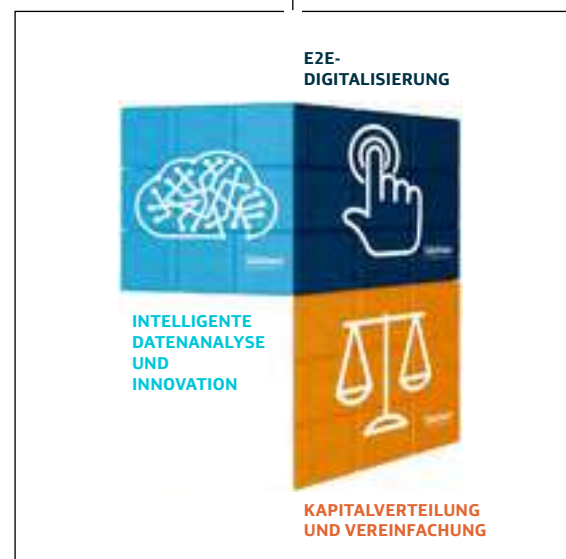 E2E-
DIGITALISIERUNG
INTELLIGENTE
DATENANALYSE
UND
INNOVATION
KAPITALVERTEILUNG
UND VEREINFACHUNG